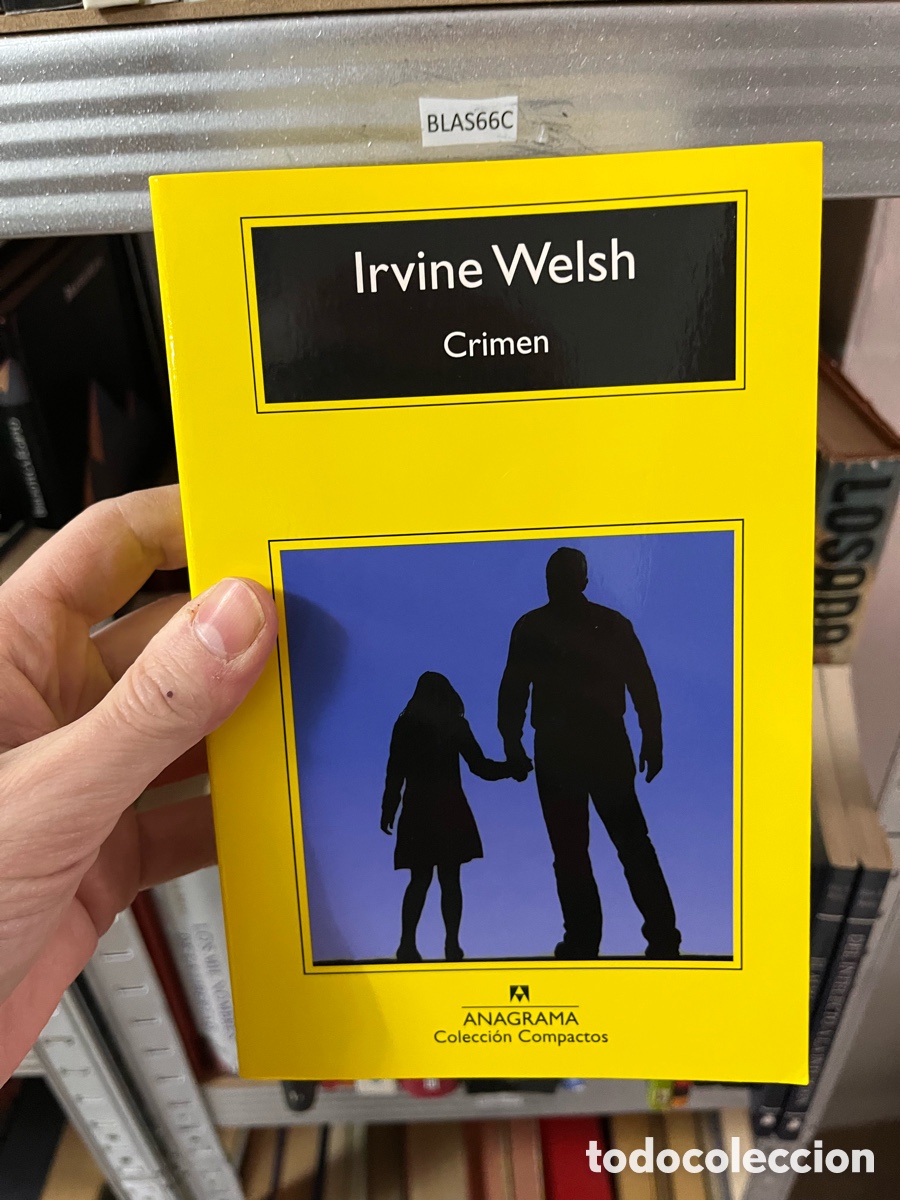 BLAS66C
Irvine Welsh
Crimen
LOSADA
ANAGRAMA
Colección Compactos
todocoleccion